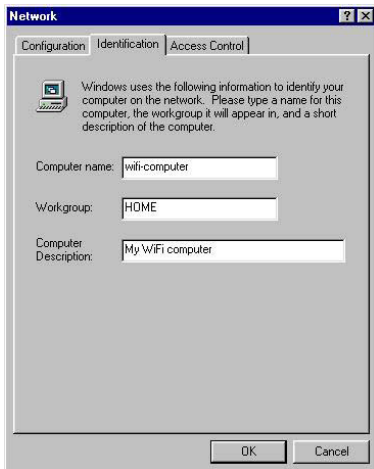 Network
Configuration Identification Access Control
Windows uses the following information to identify your
computer on the network. Please type a name for this
computer, the workgroup it will appear in, and a short
description of the computer.
Computer name: wifi-computer
Workgroup: HOME
Computer
Description: My WiFi computer
OK Cancel